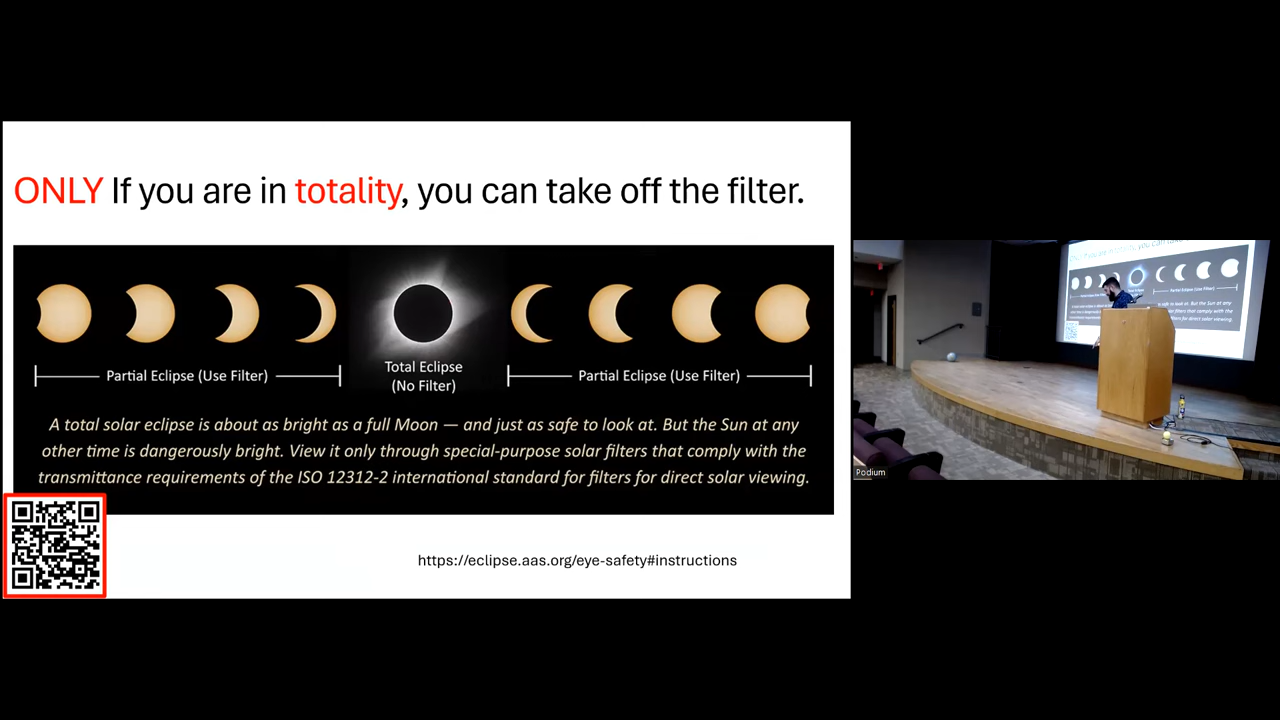 ONLY If you are in totality, you can take off the filter.
Partial Eclipse (Use Filter)
Total Eclipse
(No Filter)
Partial Eclipse (Use Filter)
A total solar eclipse is about as bright as a full Moon — and just as safe to look at. But the Sun at any
other time is dangerously bright. View it only through special-purpose solar filters that comply with the
transmittance requirements of the ISO 12312-2 international standard for filters for direct solar viewing.
https://eclipse.aas.org/eye-safety#instructions
Podium